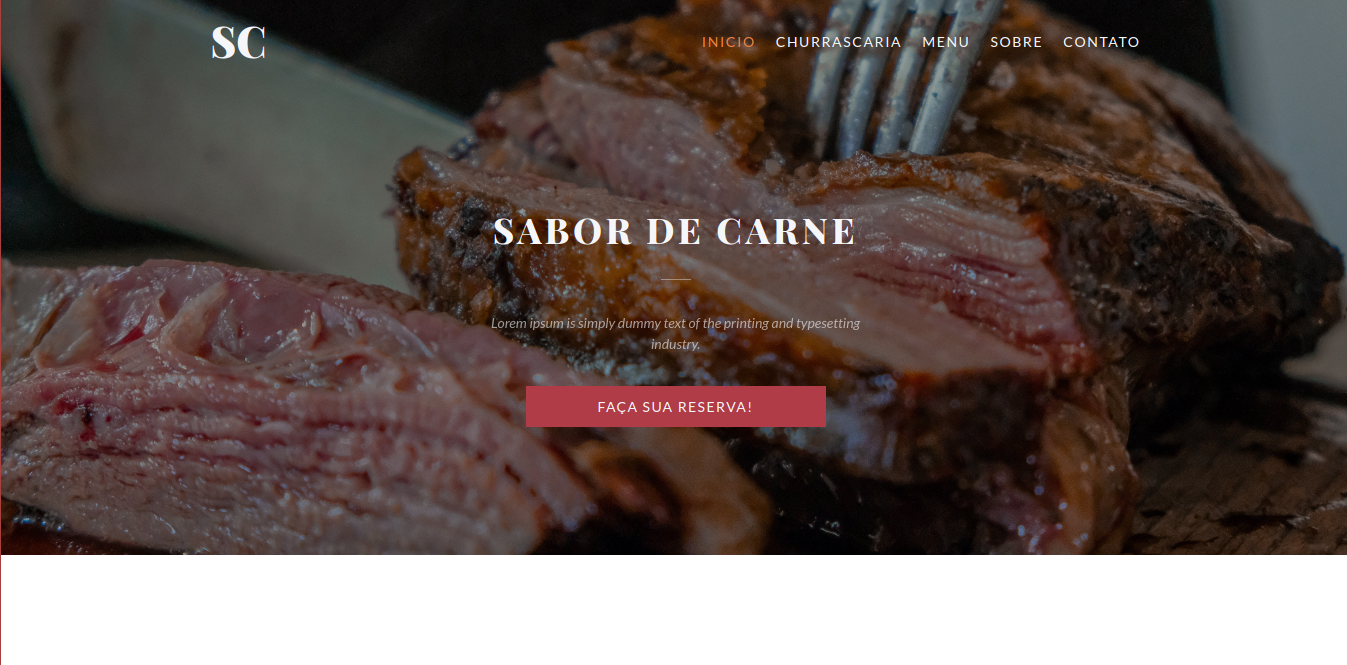 SC
INICIO CHURRASCARIA MENU SOBRE CONTATO
SABOR DE CARNE
Lorem ipsum is simply dummy text of the printing and typesetting
industry.
FAÇA SUA RESERVA!